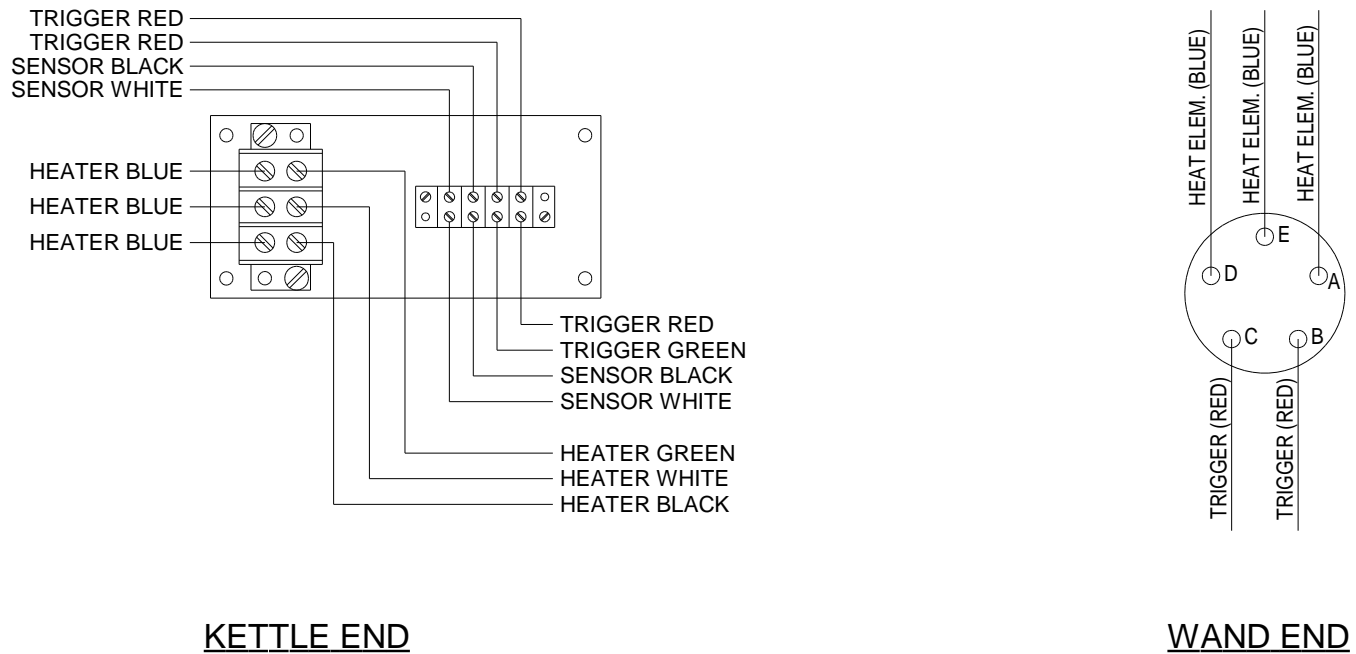 TRIGGER RED
TRIGGER RED
SENSOR BLACK
SENSOR WHITE
HEATER BLUE
HEATER BLUE
HEATER BLUE
TRIGGER RED
TRIGGER GREEN
SENSOR BLACK
SENSOR WHITE
HEATER GREEN
HEATER WHITE
HEATER BLACK
KETTLE END
HEAT ELEM. (BLUE)
HEAT ELEM. (BLUE)
HEAT ELEM. (BLUE)
E
D
A
C
B
TRIGGER (RED)
TRIGGER (RED)
WAND END